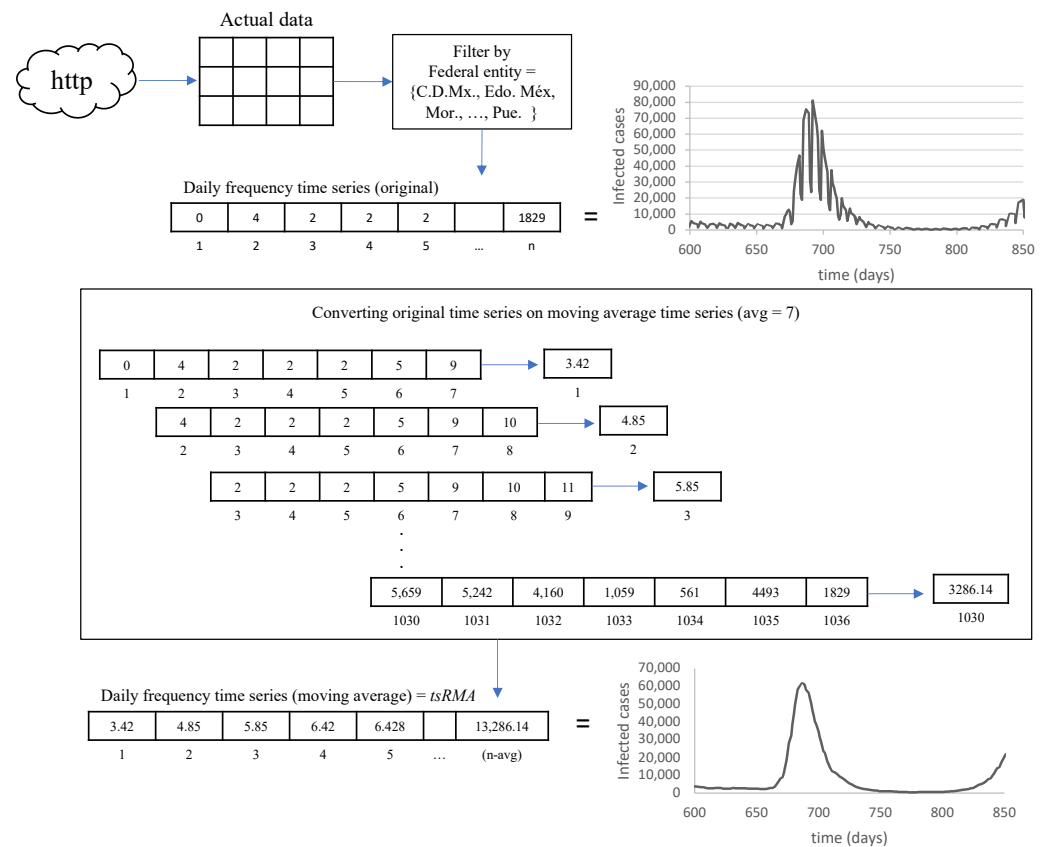 Actual data
http
Filter by
Federal entity =
{C.D.Mx., Edo. Méx,
Mor., …, Pue. }
Daily frequency time series (original)
0 4 2 2 2 1829
1 2 3 4 5 ... n
=
90,000
80,000
70,000
60,000
50,000
40,000
30,000
20,000
10,000
0
Infected cases
600 650 700 750 800 850
time (days)
Converting original time series on moving average time series (avg = 7)
0 4 2 2 2 5 9 3.42
1 2 3 4 5 6 7 1
4 2 2 2 5 9 10 4.85
2 3 4 5 6 7 8 2
2 2 2 5 9 10 11 5.85
3 4 5 6 7 8 9 3
.
.
.
5,659 5,242 4,160 1,059 561 4493 1829 3286.14
1030 1031 1032 1033 1034 1035 1036 1030
Daily frequency time series (moving average) = tsRMA
3.42 4.85 5.85 6.42 6.428 13,286.14
1 2 3 4 5 … (n-avg)
=
70,000
60,000
50,000
40,000
30,000
20,000
10,000
0
Infected cases
600 650 700 750 800 850
time (days)